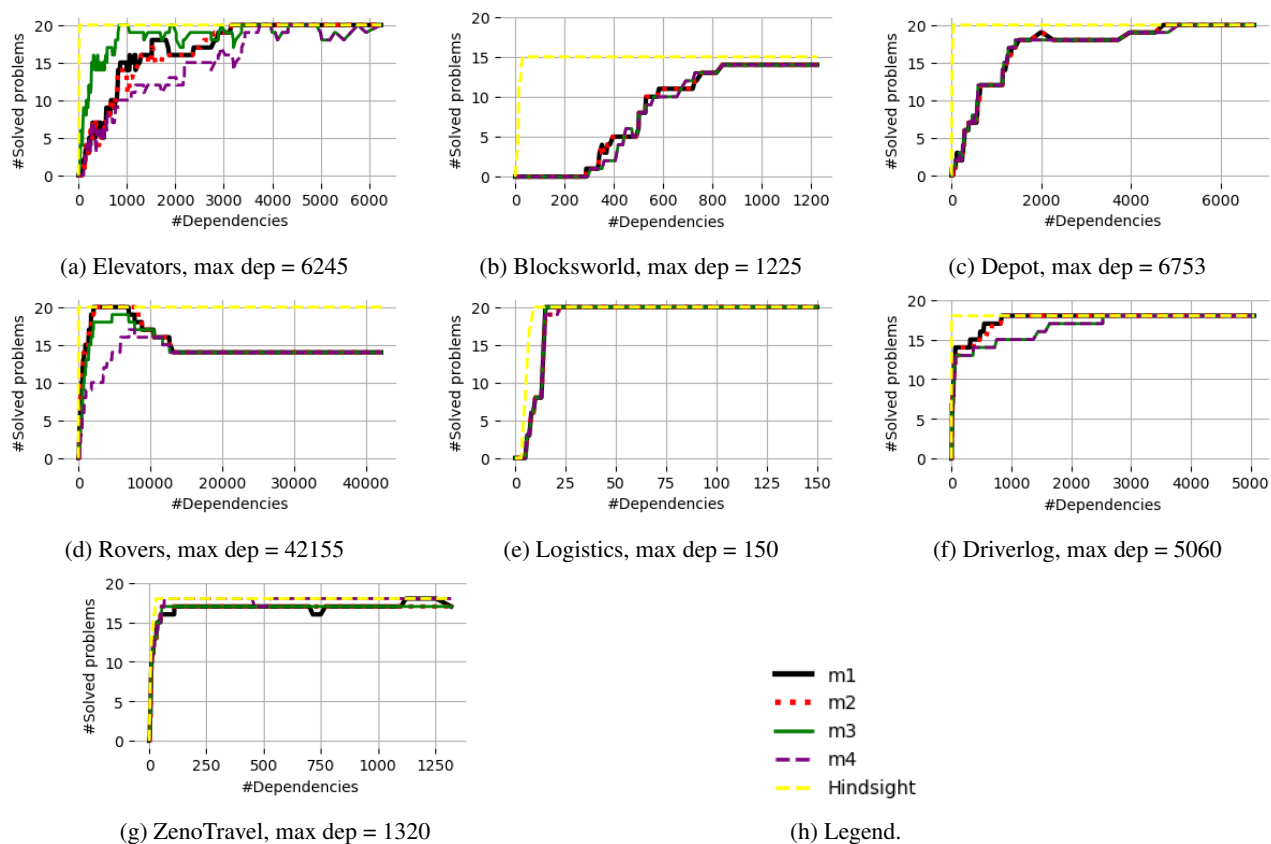 20
15
10
5
0
#Solved problems
0 1000 2000 3000 4000 5000 6000
#Dependencies
(a) Elevators, max dep = 6245
20
15
10
5
0
#Solved problems
0 200 400 600 800 1000 1200
#Dependencies
(b) Blocksworld, max dep = 1225
20
15
10
5
0
#Solved problems
0 2000 4000 6000
#Dependencies
(c) Depot, max dep = 6753
20
15
10
5
0
#Solved problems
0 10000 20000 30000 40000
#Dependencies
(d) Rovers, max dep = 42155
20
15
10
5
0
#Solved problems
0 25 50 75 100 125 150
#Dependencies
(e) Logistics, max dep = 150
20
15
10
5
0
#Solved problems
0 1000 2000 3000 4000 5000
#Dependencies
(f) Driverlog, max dep = 5060
20
15
10
5
0
#Solved problems
0 250 500 750 1000 1250
#Dependencies
(g) ZenoTravel, max dep = 1320
m1
m2
m3
m4
Hindsight
(h) Legend.